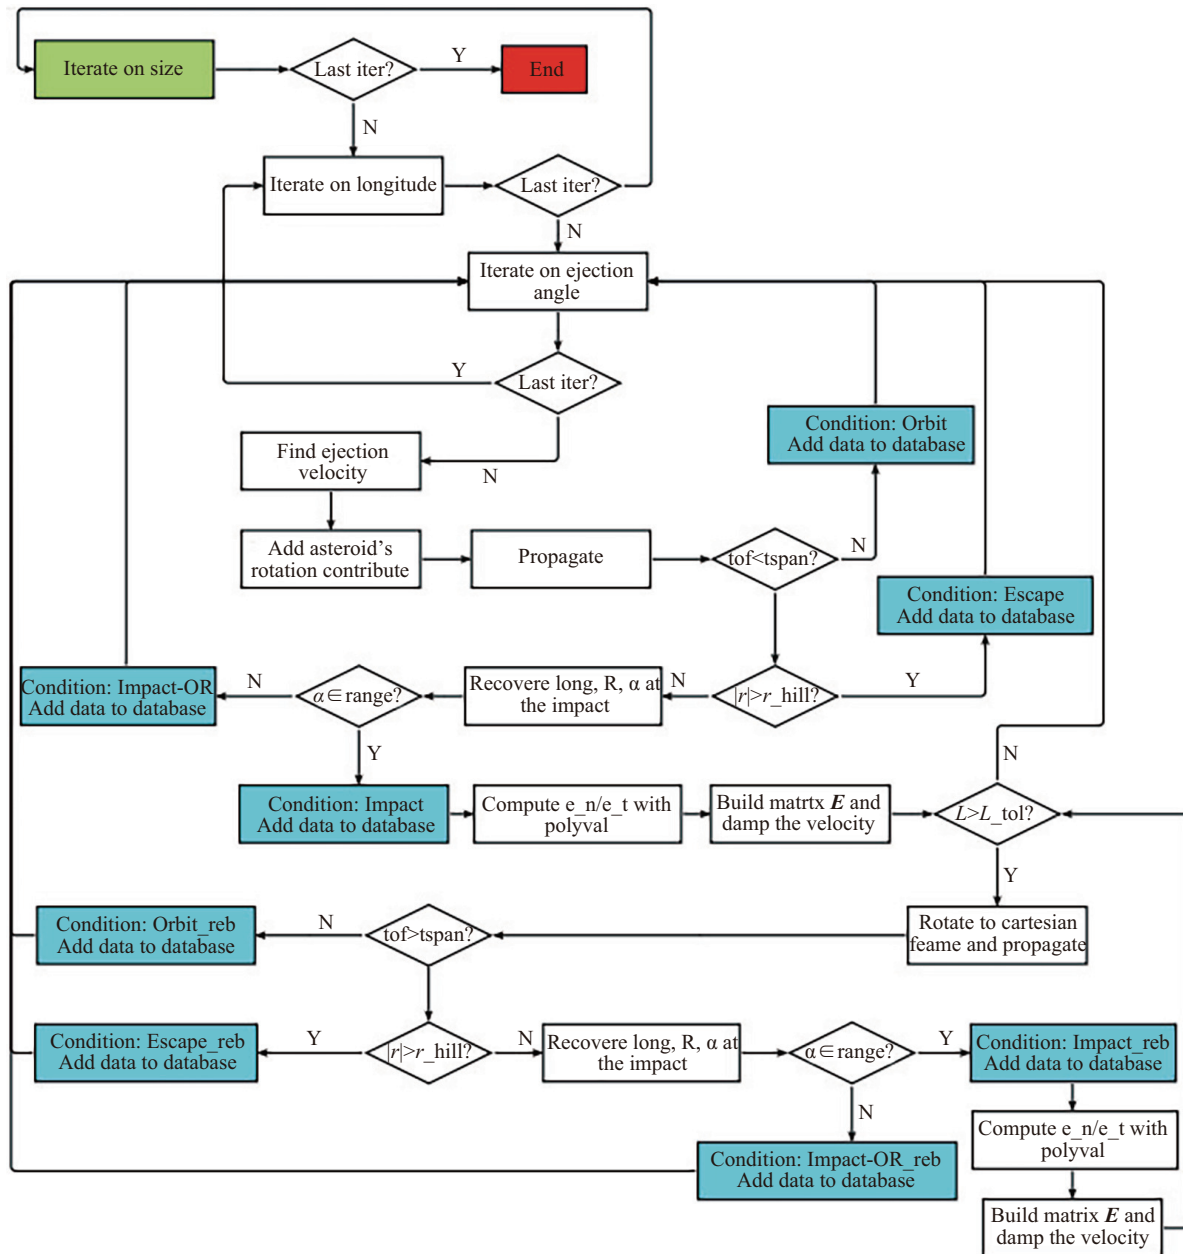 Iterate on size
Last iter?
Y
End
N
Iterate on longitude
Last iter?
N
Iterate on ejection
angle
Y
Last iter?
Condition: Orbit
Add data to database
Find ejection
velocity
N
Add asteroid's
rotation contribute
Propagate
tof<tspan?
N
Condition: Escape
Add data to database
Condition: Impact-OR
Add data to database
N
α∈range?
Recovere long, R, α at
the impact
N
|r|>r_hill?
Y
Y
N
Condition: Impact
Add data to database
Compute e_n/e_t with
polyval
Build matrtx E and
damp the velocity
L>L_tol?
Y
Condition: Orbit_reb
Add data to database
N
tof>tspan?
Rotate to cartesian
feame and propagate
Condition: Escape_reb
Add data to database
Y
|r|>r_hill?
N
Recovere long, R, α at
the impact
α∈range?
Y
Condition: Impact_reb
Add data to database
N
Compute e_n/e_t with
polyval
Condition: Impact-OR_reb
Add data to database
Build matrix E and
damp the velocity